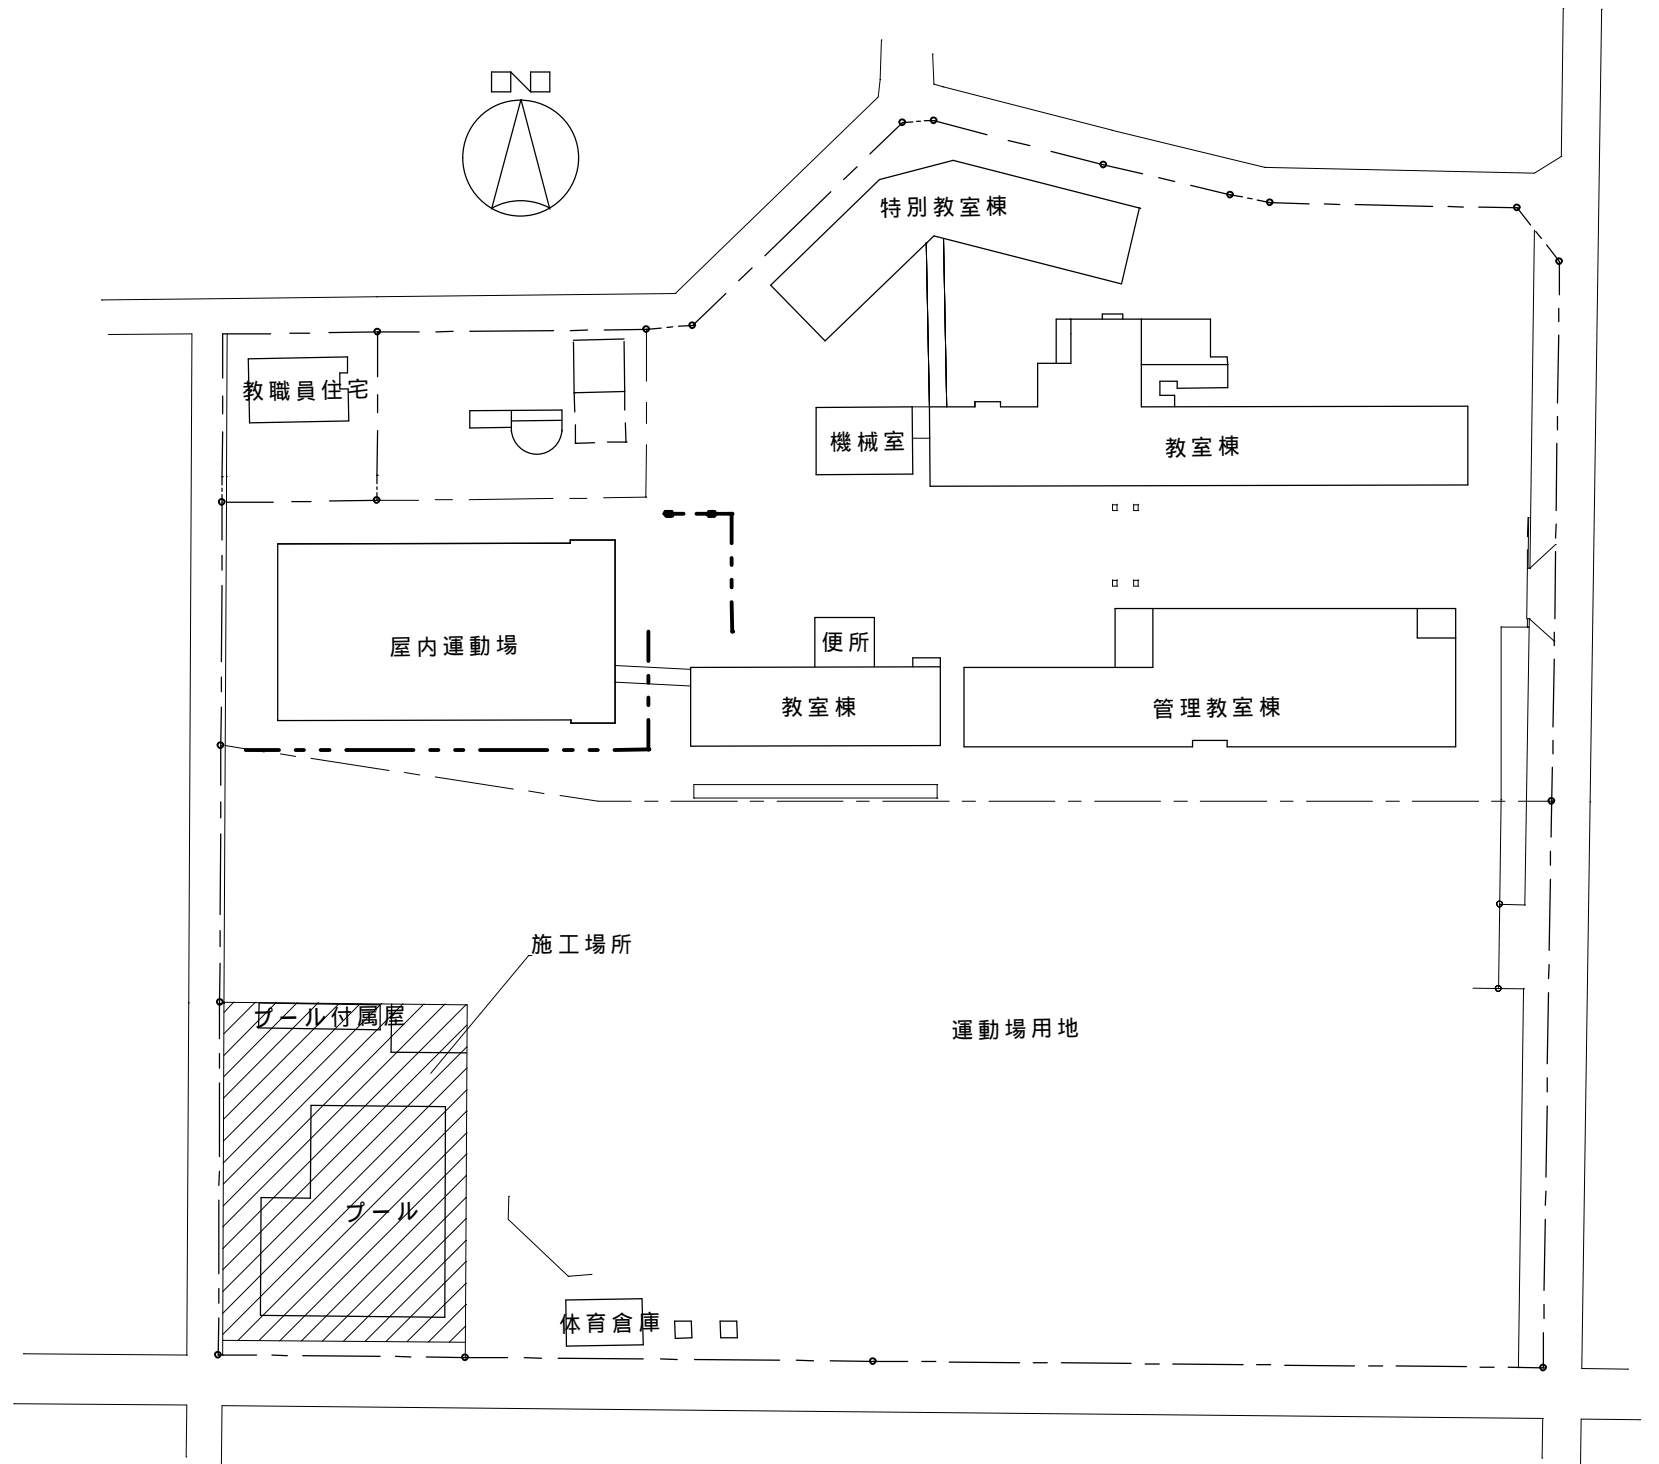 N
特別教室棟
教職員住宅
機械室
教室棟
屋内運動場
便所
教室棟
管理教室棟
施工場所
プール付属屋
運動場用地
プール
体育倉庫